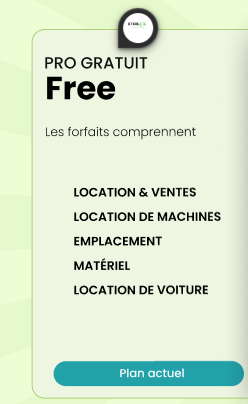 PRO GRATUIT
Free
Les forfaits comprennent
LOCATION & VENTES
LOCATION DE MACHINES
EMPLACEMENT
MATÉRIEL
LOCATION DE VOITURE
Plan actuel